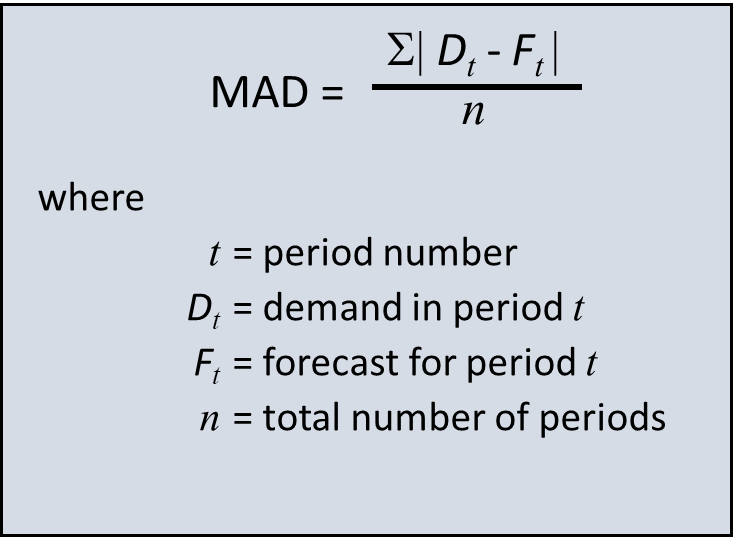 MAD = Σ| Dₜ - Fₜ | / n
where
t = period number
Dₜ = demand in period t
Fₜ = forecast for period t
n = total number of periods